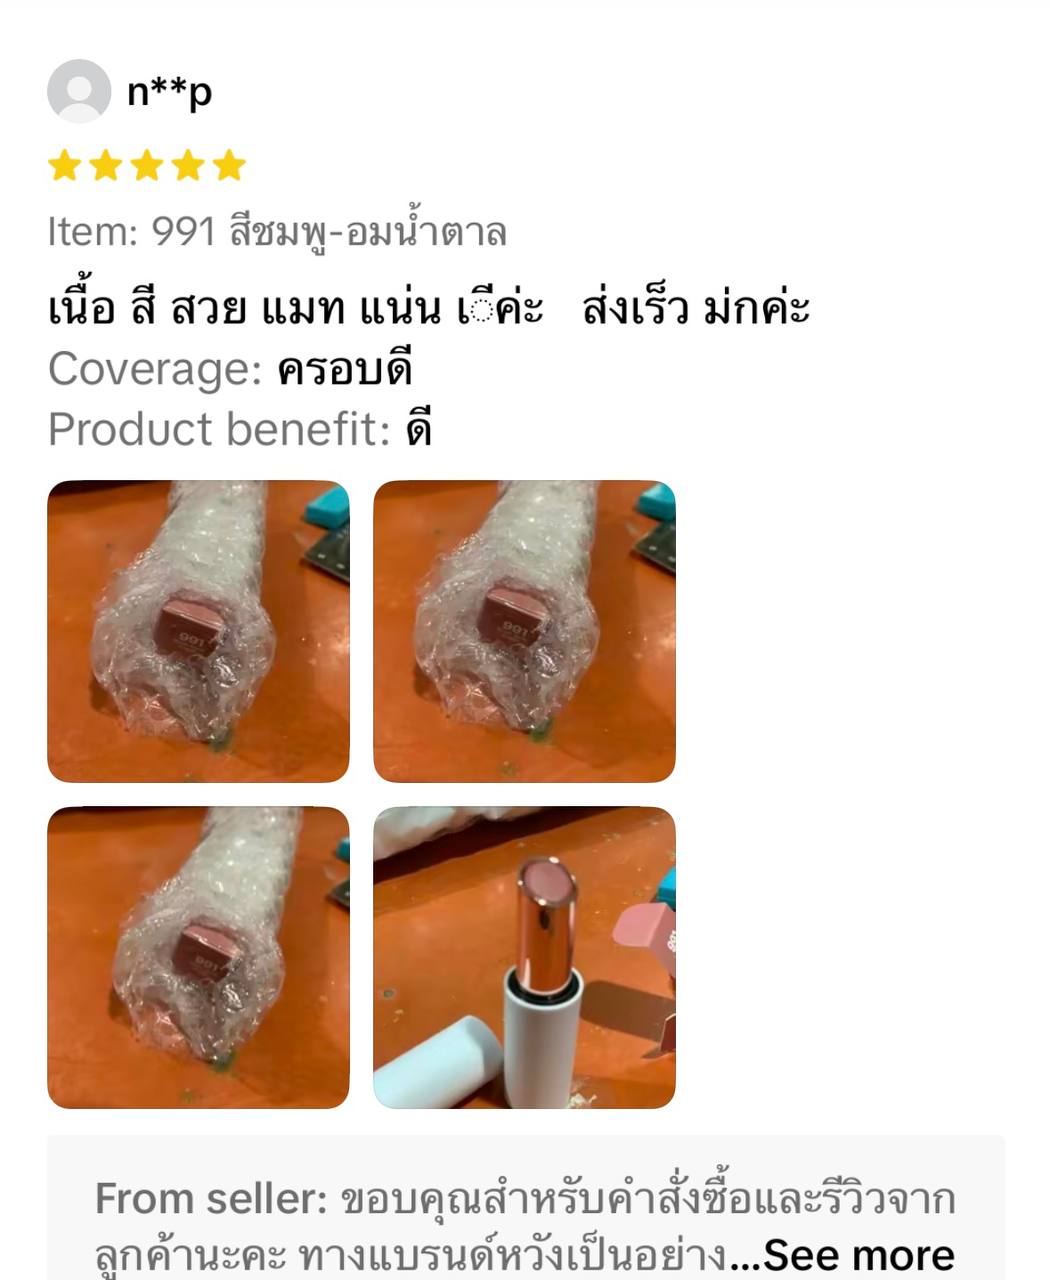 n**p
Item: 991 สีชมพู-อมน้ำตาล
เนื้อ สี สวย แมท แน่น เีค่ะ ส่งเร็ว ม่กค่ะ
Coverage: ครอบดี
Product benefit: ดี
991
991
991
From seller: ขอบคุณสำหรับคำสั่งซื้อและรีวิวจาก
ลูกค้านะคะ ทางแบรนด์หวังเป็นอย่าง...See more